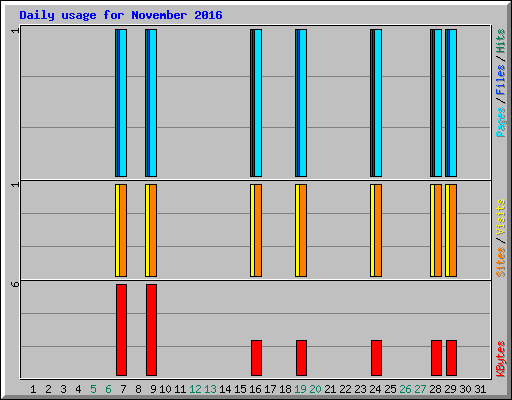 Daily usage for November 2016
1
1
6
Pages / Files / Hits
Sites / Visits
KBytes
1 2 3 4 5 6 7 8 9 10 11 12 13 14 15 16 17 18 19 20 21 22 23 24 25 26 27 28 29 30 31